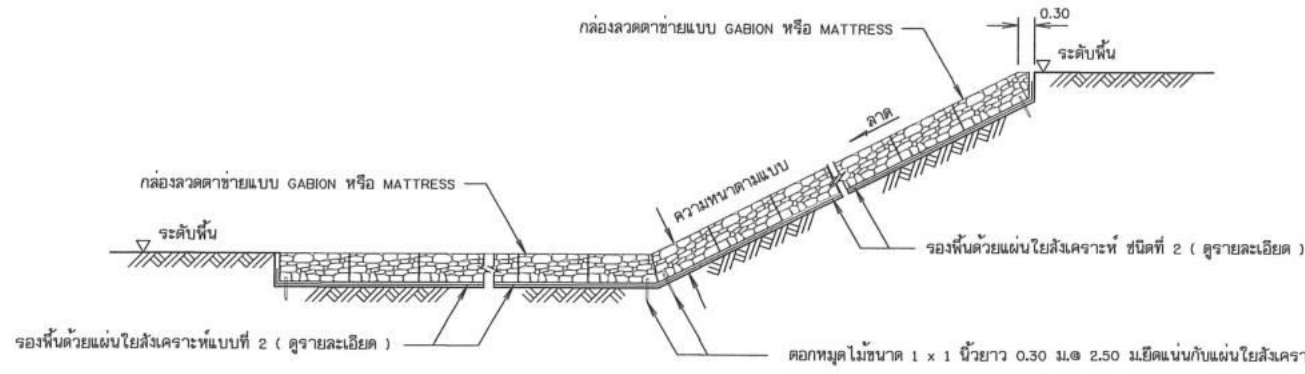 0.30
กล่องลวดตาข่ายแบบ GABION หรือ MATTRESS
ระดับพื้น
ลาด
ความหนาตามแบบ
กล่องลวดตาข่ายแบบ GABION หรือ MATTRESS
ระดับพื้น
รองพื้นด้วยแผ่นใยสังเคราะห์ ชนิดที่ 2 ( ดูรายละเอียด )
รองพื้นด้วยแผ่นใยสังเคราะห์แบบที่ 2 ( ดูรายละเอียด )
ตอกหมุดไม้ขนาด 1 x 1 นิ้วยาว 0.30 ม.@ 2.50 ม.ยึดแน่นกับแผ่นใยสังเครา